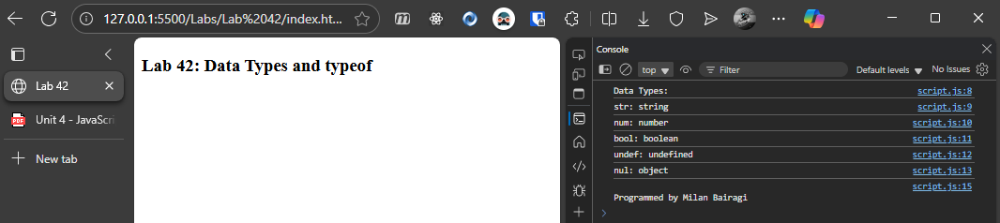 127.0.0.1:5500/Labs/Lab%2042/index.ht...
Lab 42
Unit 4 - JavaScri
New tab
Lab 42: Data Types and typeof
Console
top
Filter
Default levels
No Issues
Data Types: script.js:8
str: string script.js:9
num: number script.js:10
bool: boolean script.js:11
undef: undefined script.js:12
nul: object script.js:13
script.js:15
Programmed by Milan Bairagi